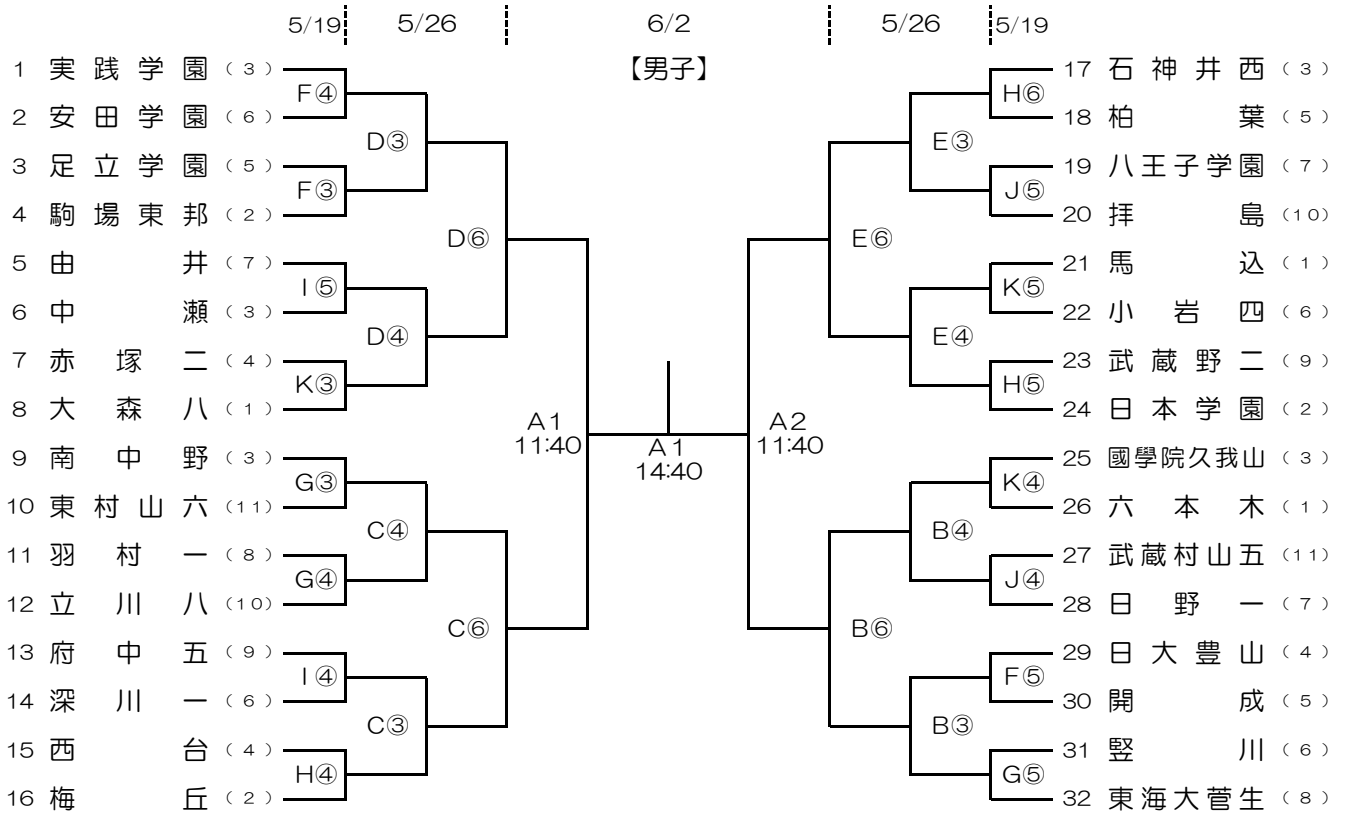 5/19 5/26 6/2 5/26 5/19
【男子】
1 実践学園 (3)
F④
2 安田学園 (6)
D③
3 足立学園 (5)
F③
4 駒場東邦 (2)
D⑥
5 由井 (7)
I⑤
6 中瀬 (3)
D④
7 赤塚二 (4)
K③
8 大森八 (1)
A1
11:40
9 南中野 (3)
G③
10 東村山六 (11)
C④
11 羽村一 (8)
G④
12 立川八 (10)
C⑥
13 府中五 (9)
I④
14 深川一 (6)
C③
15 西台 (4)
H④
16 梅丘 (2)
A1
14:40
17 石神井西 (3)
H⑥
18 柏葉 (5)
E③
19 八王子学園 (7)
J⑤
20 拝島 (10)
E⑥
21 馬込 (1)
K⑤
22 小岩四 (6)
E④
23 武蔵野二 (9)
H⑤
24 日本学園 (2)
A2
11:40
25 國學院久我山 (3)
K④
26 六本木 (1)
B④
27 武蔵村山五 (11)
J④
28 日野一 (7)
B⑥
29 日大豊山 (4)
F⑤
30 開成 (5)
B③
31 竪川 (6)
G⑤
32 東海大菅生 (8)